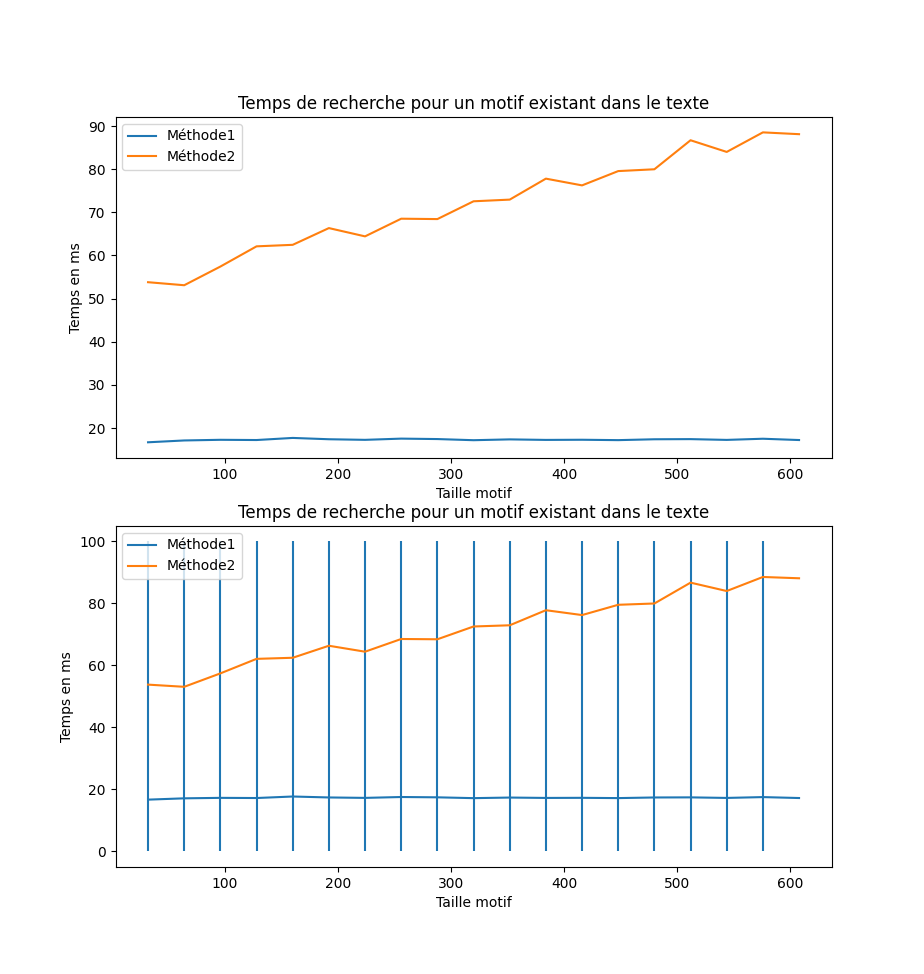 Temps de recherche pour un motif existant dans le texte
Méthode1
Méthode2
90
80
70
60
50
40
30
20
Temps en ms
100 200 300 400 500 600
Taille motif
Temps de recherche pour un motif existant dans le texte
Méthode1
Méthode2
100
80
60
40
20
0
Temps en ms
100 200 300 400 500 600
Taille motif